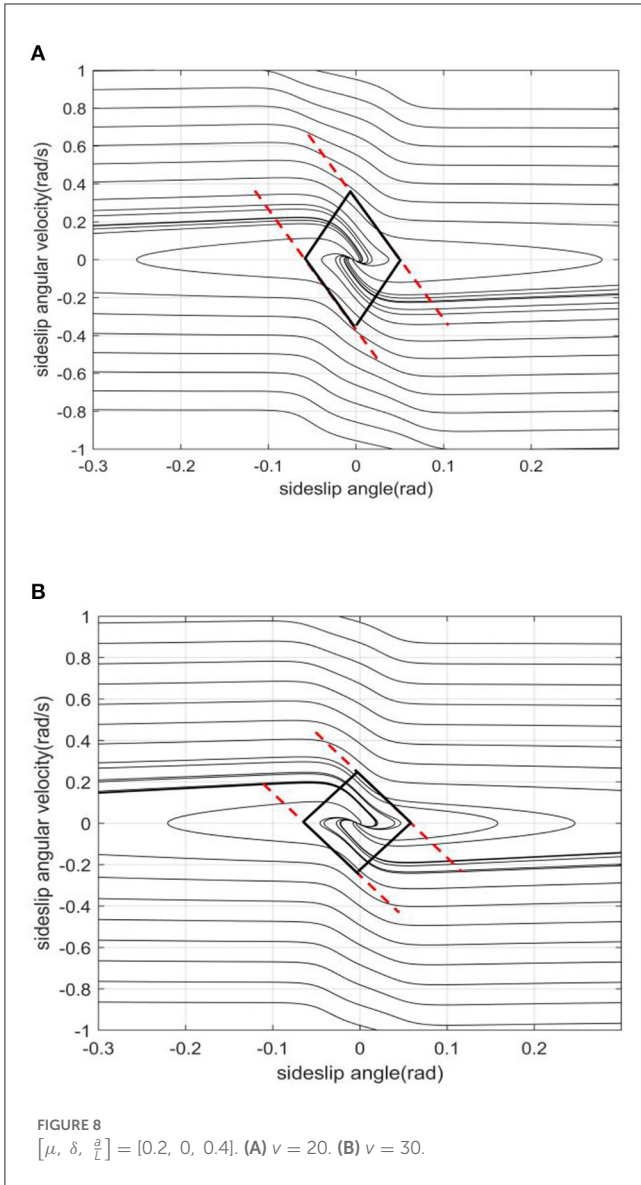 A
1
0.8
0.6
0.4
0.2
0
-0.2
-0.4
-0.6
-0.8
-1
sideslip angular velocity(rad/s)
-0.3 -0.2 -0.1 0 0.1 0.2
sideslip angle(rad)
B
1
0.8
0.6
0.4
0.2
0
-0.2
-0.4
-0.6
-0.8
-1
sideslip angular velocity(rad/s)
-0.3 -0.2 -0.1 0 0.1 0.2
sideslip angle(rad)
FIGURE 8
[μ, δ, a/L] = [0.2, 0, 0.4]. (A) v = 20. (B) v = 30.